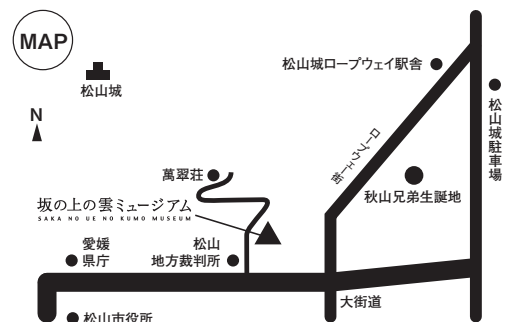 MAP
松山城
N
松山城ロープウェイ駅舎
松山城駐車場
ロープウェー街
秋山兄弟生誕地
萬翠荘
坂の上の雲ミュージアム
SAKA NO UE NO KUMO MUSEUM
愛媛
県庁
松山
地方裁判所
大街道
松山市役所